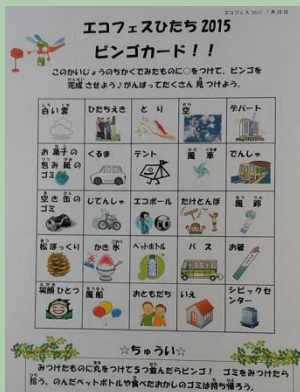 エコフェス 2015 7月18日
エコフェスひたち2015
ビンゴカード!!
このかいじょうのちかくでみたものに○をつけて、ビンゴを
完成させよう♪がんばってたくさん見つけよう。
白い雲 ひたちえき とり 空 デパート
お菓子の包み紙のゴミ くるま テント 風車 でんしゃ
空き缶のゴミ じてんしゃ エコボール たけとんぼ 風鈴
松ぼっくり かき氷 ペットボトル バス お箸
笑顔ひとつ 風船 おともだち いえ シビックセンター
☆ちゅうい☆
みつけたものに丸をつけて5つ並んだらビンゴ! ゴミをみつけたら
拾う。のんだペットボトルや食べたおかしのゴミは持ち帰ろう。